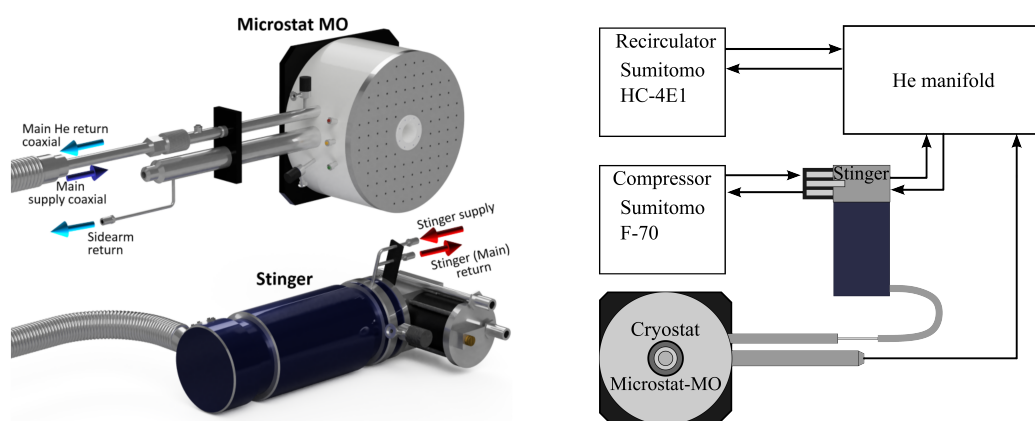 Microstat MO
Main He return
coaxial
Main
supply coaxial
Sidearm
return
Stinger supply
Stinger (Main)
return
Stinger
Recirculator
Sumitomo
HC-4E1
He manifold
Compressor
Sumitomo
F-70
Stinger
Cryostat
Microstat-MO